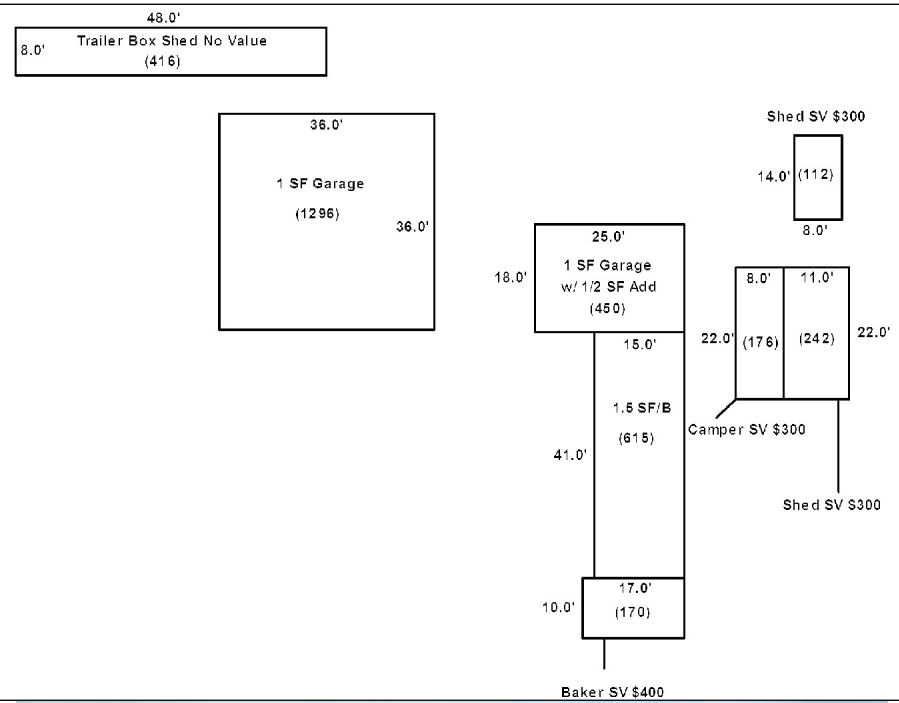 48.0'
8.0'
Trailer Box Shed No Value
(416)
36.0'
1 SF Garage
(1296)
36.0'
Shed SV $300
14.0'
(112)
8.0'
25.0'
18.0'
1 SF Garage
w/ 1/2 SF Add
(450)
8.0'
11.0'
22.0'
(176)
(242)
22.0'
15.0'
1.5 SF/B
(615)
41.0'
Camper SV $300
Shed SV $300
17.0'
10.0'
(170)
Baker SV $400